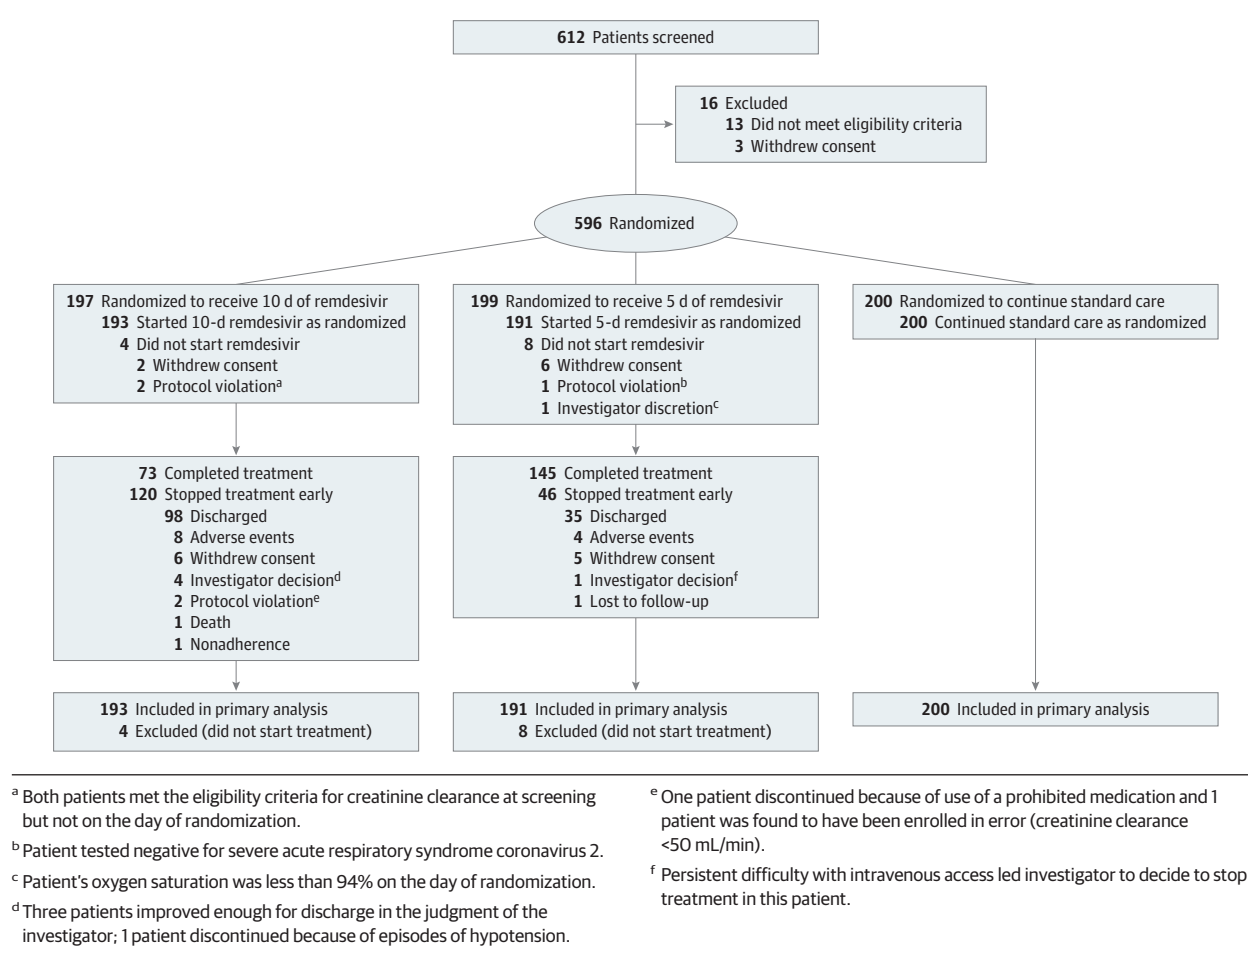 612 Patients screened
16 Excluded
13 Did not meet eligibility criteria
3 Withdrew consent
596 Randomized
197 Randomized to receive 10 d of remdesivir
193 Started 10-d remdesivir as randomized
4 Did not start remdesivir
2 Withdrew consent
2 Protocol violationa
199 Randomized to receive 5 d of remdesivir
191 Started 5-d remdesivir as randomized
8 Did not start remdesivir
6 Withdrew consent
1 Protocol violationb
1 Investigator discretionc
200 Randomized to continue standard care
200 Continued standard care as randomized
73 Completed treatment
120 Stopped treatment early
98 Discharged
8 Adverse events
6 Withdrew consent
4 Investigator decisiond
2 Protocol violatione
1 Death
1 Nonadherence
145 Completed treatment
46 Stopped treatment early
35 Discharged
4 Adverse events
5 Withdrew consent
1 Investigator decisionf
1 Lost to follow-up
193 Included in primary analysis
4 Excluded (did not start treatment)
191 Included in primary analysis
8 Excluded (did not start treatment)
200 Included in primary analysis
a Both patients met the eligibility criteria for creatinine clearance at screening
but not on the day of randomization.
b Patient tested negative for severe acute respiratory syndrome coronavirus 2.
c Patient's oxygen saturation was less than 94% on the day of randomization.
d Three patients improved enough for discharge in the judgment of the
investigator; 1 patient discontinued because of episodes of hypotension.
e One patient discontinued because of use of a prohibited medication and 1
patient was found to have been enrolled in error (creatinine clearance
<50 mL/min).
f Persistent difficulty with intravenous access led investigator to decide to stop
treatment in this patient.